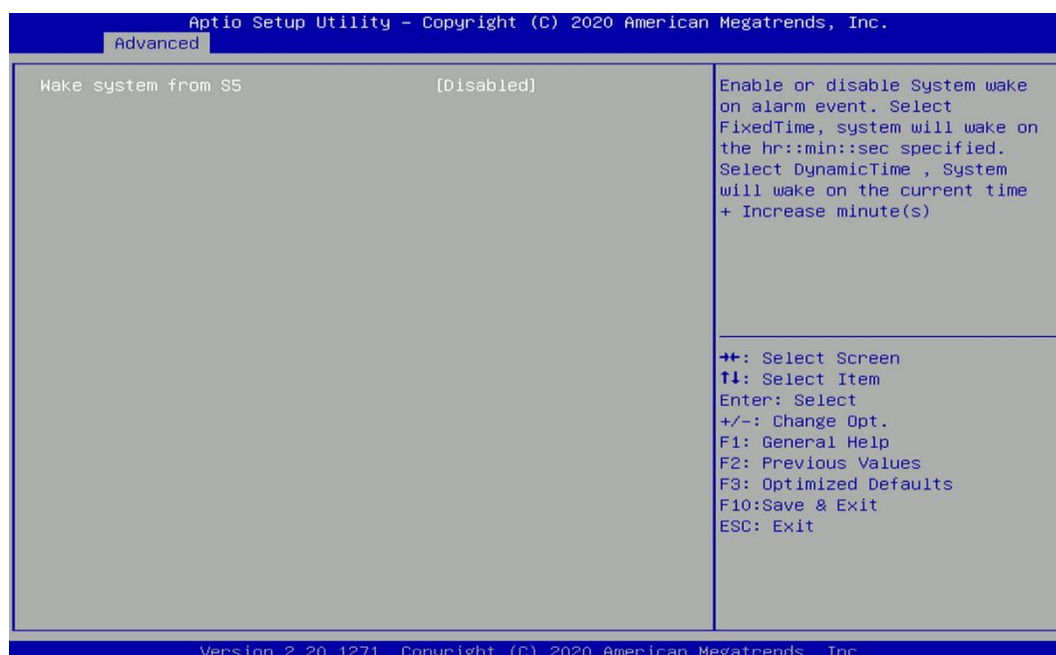 Aptio Setup Utility – Copyright (C) 2020 American Megatrends, Inc.
Advanced
Wake system from S5 [Disabled]
Enable or disable System wake
on alarm event. Select
FixedTime, system will wake on
the hr::min::sec specified.
Select DynamicTime , System
will wake on the current time
+ Increase minute(s)
→←: Select Screen
↑↓: Select Item
Enter: Select
+/-: Change Opt.
F1: General Help
F2: Previous Values
F3: Optimized Defaults
F10:Save & Exit
ESC: Exit
Version 2.20.1271. Copyright (C) 2020 American Megatrends, Inc.